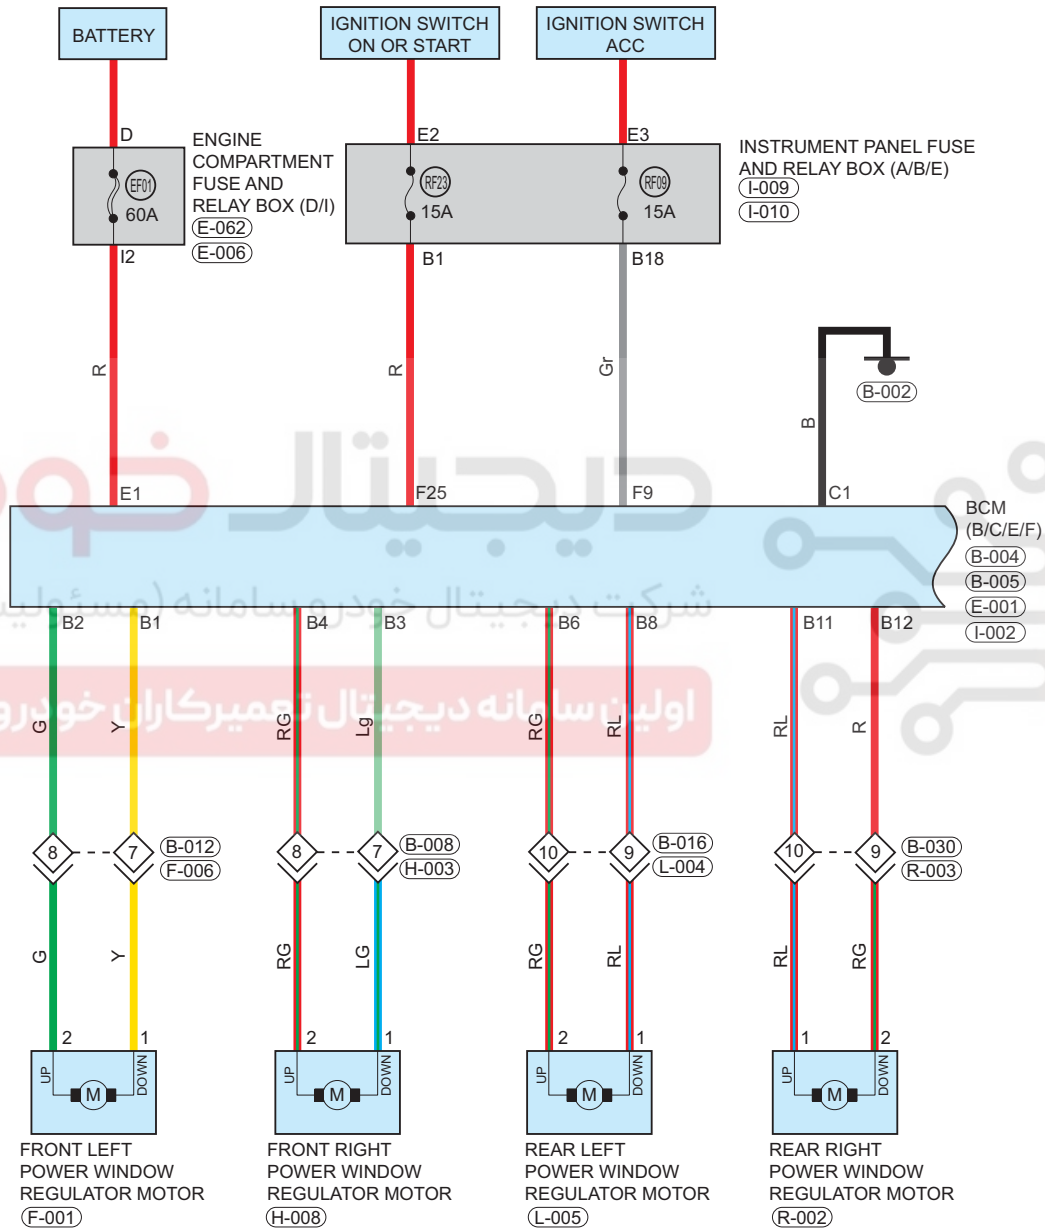 BATTERY
IGNITION SWITCH
ON OR START
IGNITION SWITCH
ACC
D
E2
E3
ENGINE
COMPARTMENT
FUSE AND
RELAY BOX (D/I)
E-062
E-006
EF01
60A
RF23
15A
RF09
15A
INSTRUMENT PANEL FUSE
AND RELAY BOX (A/B/E)
I-009
I-010
I2
B1
B18
R
R
Gr
B
B-002
E1
F25
F9
C1
BCM
(B/C/E/F)
B-004
B-005
E-001
I-002
دیجیتال خودرو
شرکت دیجیتال خودرو سامانه (مسئولیت
اولین سامانه دیجیتال تعمیرکاران خودرو
B2
B1
B4
B3
B6
B8
B11
B12
G
Y
RG
Lg
RG
RL
RL
R
8
7
B-012
F-006
8
7
B-008
H-003
10
9
B-016
L-004
10
9
B-030
R-003
G
Y
RG
LG
RG
RL
RL
RG
2
1
2
1
2
1
1
2
UP
M
DOWN
UP
M
DOWN
UP
M
DOWN
UP
M
DOWN
FRONT LEFT
POWER WINDOW
REGULATOR MOTOR
F-001
FRONT RIGHT
POWER WINDOW
REGULATOR MOTOR
H-008
REAR LEFT
POWER WINDOW
REGULATOR MOTOR
L-005
REAR RIGHT
POWER WINDOW
REGULATOR MOTOR
R-002